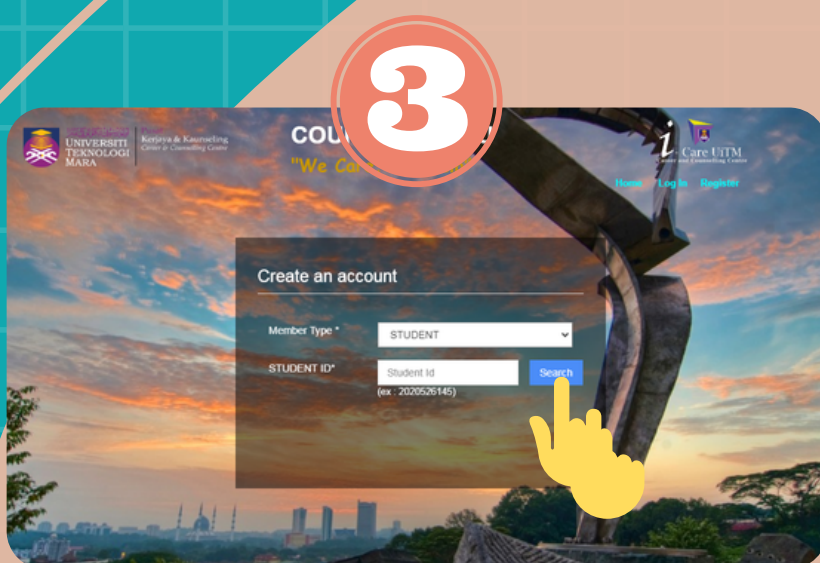 3
UNIVERSITI
TEKNOLOGI
MARA
Kerjaya & Kaunseling
Career & Counselling Centre
COU
"We Car
i - Care UiTM
Career and Counselling Centre
Home Log In Register
Create an account
Member Type * STUDENT
STUDENT ID* Student Id Search
(ex : 2020526145)